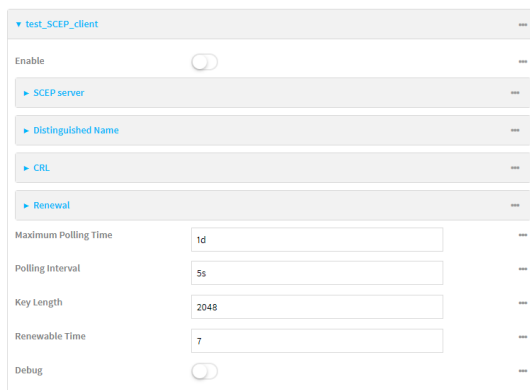 test_SCEP_client
Enable
SCEP server
Distinguished Name
CRL
Renewal
Maximum Polling Time 1d
Polling Interval 5s
Key Length 2048
Renewable Time 7
Debug